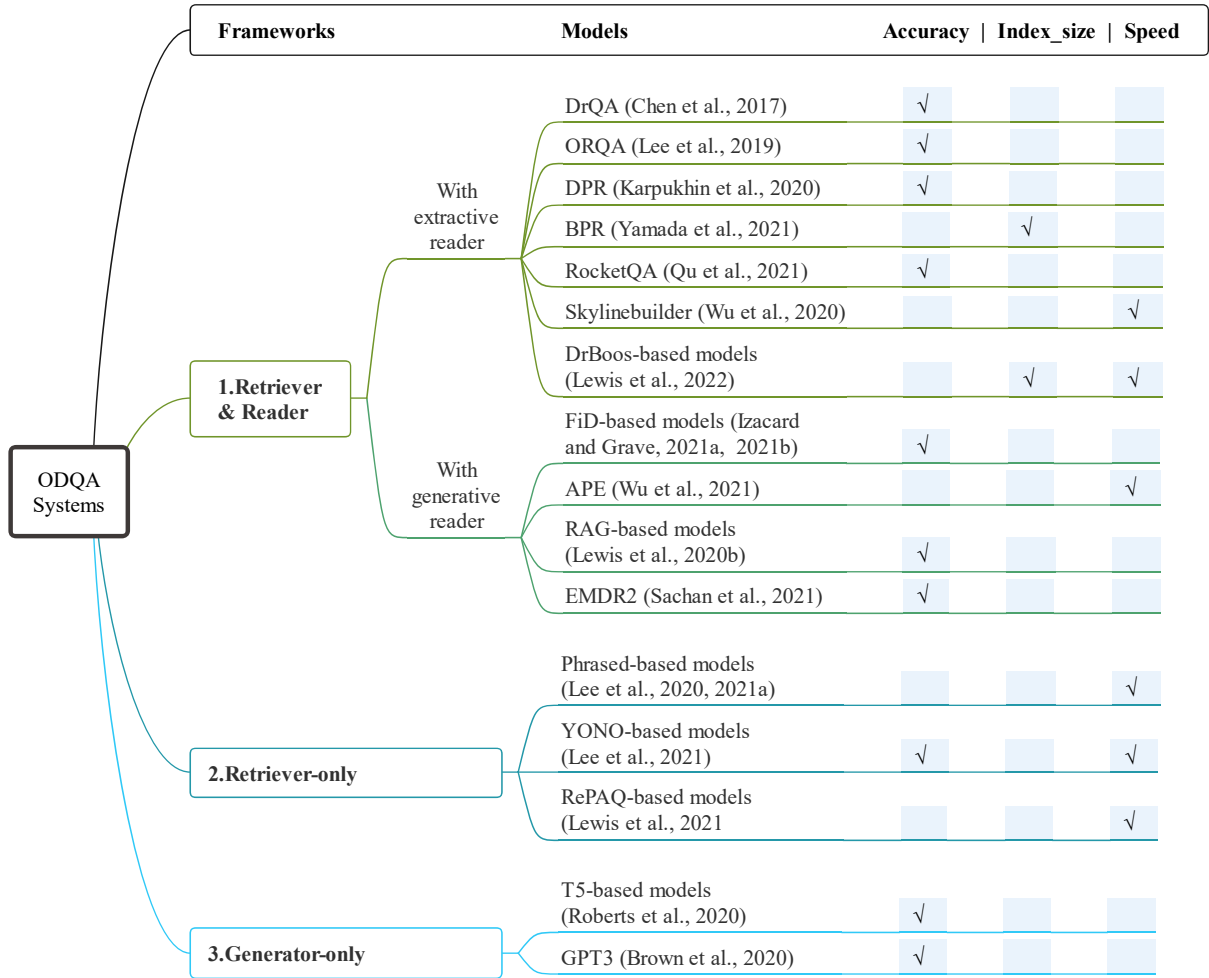 Frameworks Models Accuracy | Index_size | Speed
DrQA (Chen et al., 2017) √
ORQA (Lee et al., 2019) √
With
extractive
reader
DPR (Karpukhin et al., 2020) √
BPR (Yamada et al., 2021) √
RocketQA (Qu et al., 2021) √
Skylinebuilder (Wu et al., 2020) √
DrBoos-based models
(Lewis et al., 2022) √ √
1.Retriever
& Reader
FiD-based models (Izacard
and Grave, 2021a, 2021b) √
With
generative
reader
APE (Wu et al., 2021) √
RAG-based models
(Lewis et al., 2020b) √
EMDR2 (Sachan et al., 2021) √
ODQA
Systems
Phrased-based models
(Lee et al., 2020, 2021a) √
2.Retriever-only
YONO-based models
(Lee et al., 2021) √ √
RePAQ-based models
(Lewis et al., 2021 √
T5-based models
(Roberts et al., 2020) √
3.Generator-only
GPT3 (Brown et al., 2020) √